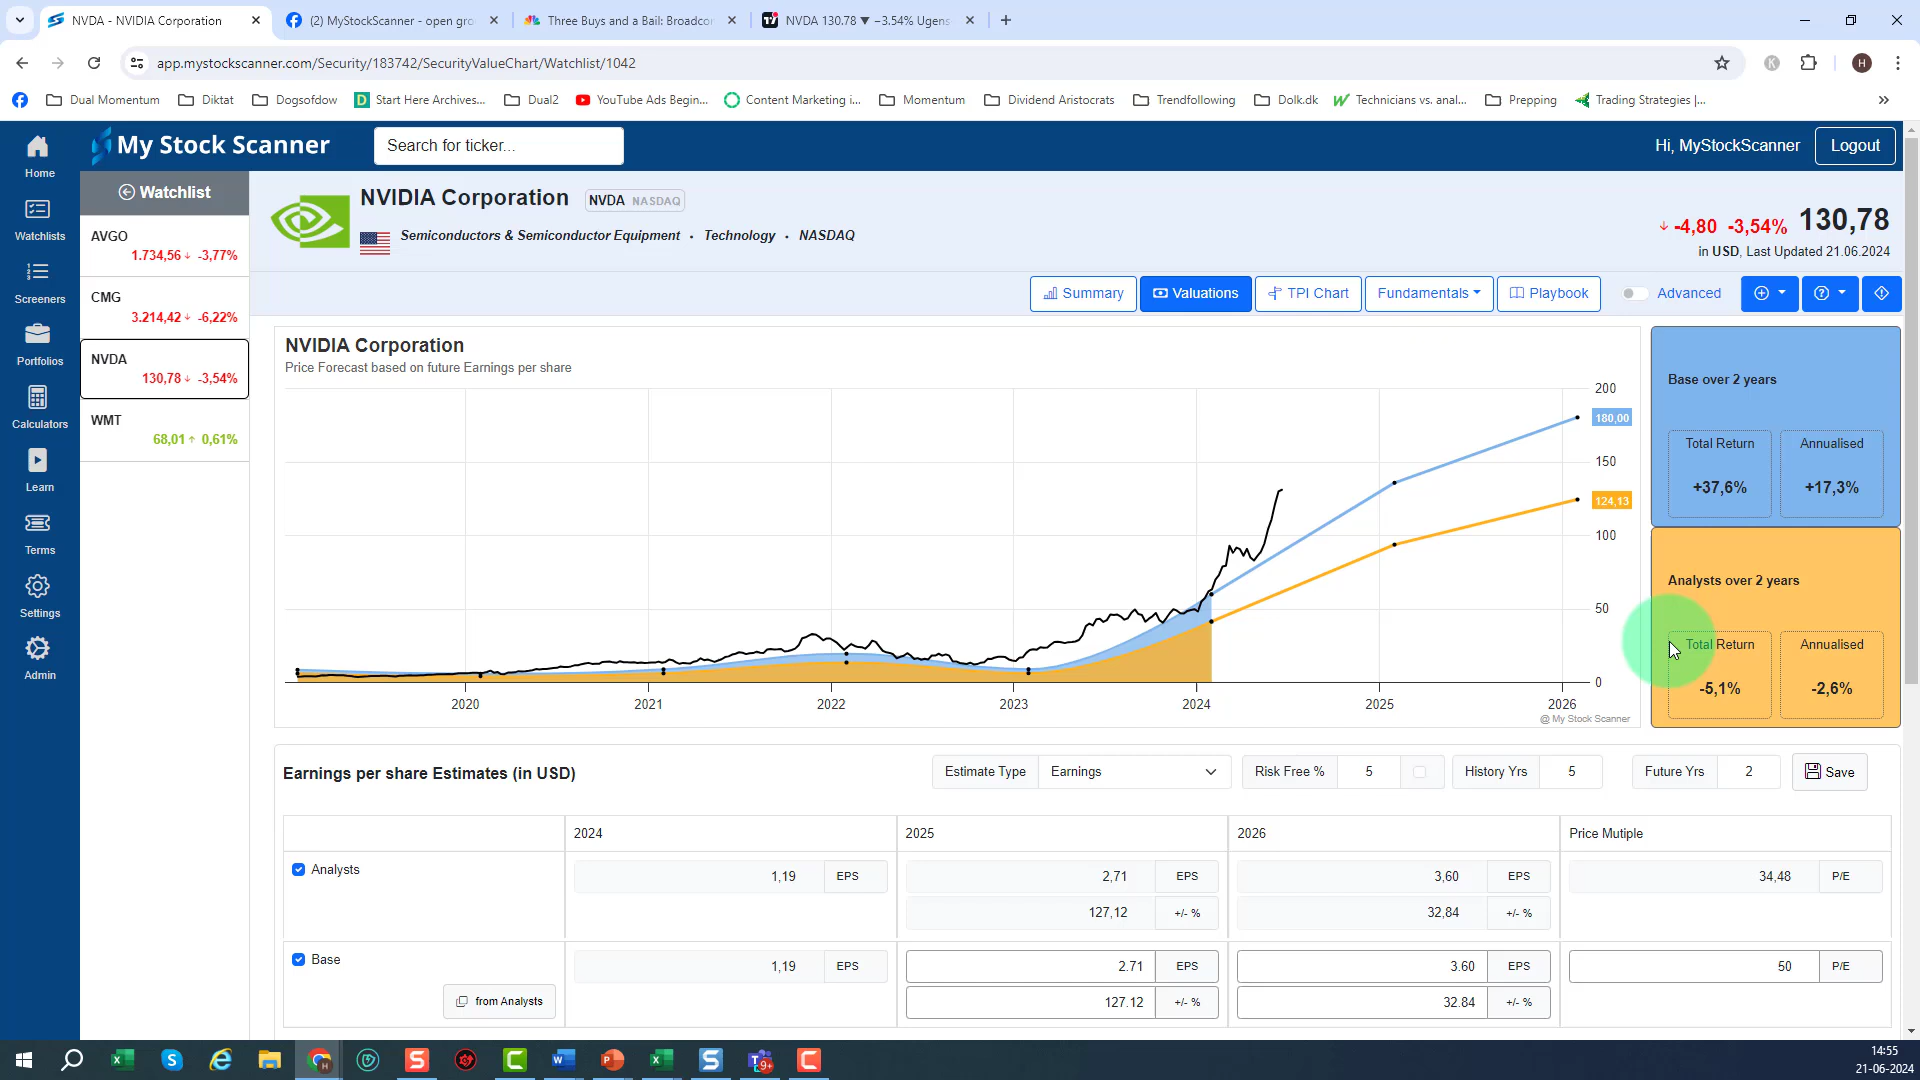 NVDA - NVIDIA Corporation
(2) MyStockScanner - open gro
Three Buys and a Bail: Broadcor
NVDA 130.78 ▼ −3.54% Ugens
app.mystockscanner.com/Security/183742/SecurityValueChart/Watchlist/1042
H
Dual Momentum
Diktat
Dogsofdow
Start Here Archives...
Dual2
YouTube Ads Begin...
Content Marketing i...
Momentum
Dividend Aristocrats
Trendfollowing
Dolk.dk
Technicians vs. anal...
Prepping
Trading Strategies |...
My Stock Scanner
Search for ticker...
Hi, MyStockScanner
Logout
Home
Watchlists
Screeners
Portfolios
Calculators
Learn
Terms
Settings
Admin
Watchlist
AVGO
1.734,56 ↓ -3,77%
CMG
3.214,42 ↓ -6,22%
NVDA
130,78 ↓ -3,54%
WMT
68,01 ↑ 0,61%
NVIDIA Corporation
NVDA NASDAQ
Semiconductors & Semiconductor Equipment • Technology • NASDAQ
↓ -4,80 -3,54% 130,78
in USD, Last Updated 21.06.2024
Summary
Valuations
TPI Chart
Fundamentals
Playbook
Advanced
NVIDIA Corporation
Price Forecast based on future Earnings per share
200
180,00
150
124,13
100
50
0
2020
2021
2022
2023
2024
2025
2026
@ My Stock Scanner
Base over 2 years
Total Return
Annualised
+37,6%
+17,3%
Analysts over 2 years
Total Return
Annualised
-5,1%
-2,6%
Earnings per share Estimates (in USD)
Estimate Type
Earnings
Risk Free %
5
History Yrs
5
Future Yrs
2
Save
2024
2025
2026
Price Mutiple
Analysts
1,19 EPS
2,71 EPS
3,60 EPS
34,48 P/E
127,12 +/- %
32,84 +/- %
Base
1,19 EPS
2.71 EPS
3.60 EPS
50 P/E
from Analysts
127.12 +/- %
32.84 +/- %
9+
14:55
21-06-2024